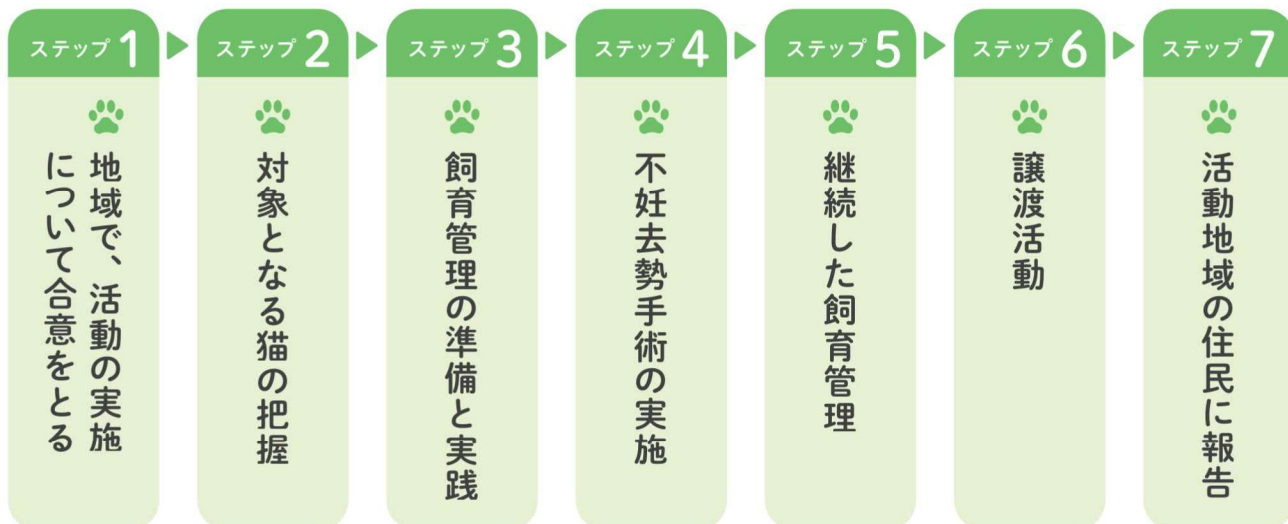 ステップ1
地域で、活動の実施
について合意をとる
ステップ2
対象となる猫の把握
ステップ3
飼育管理の準備と実践
ステップ4
不妊去勢手術の実施
ステップ5
継続した飼育管理
ステップ6
譲渡活動
ステップ7
活動地域の住民に報告